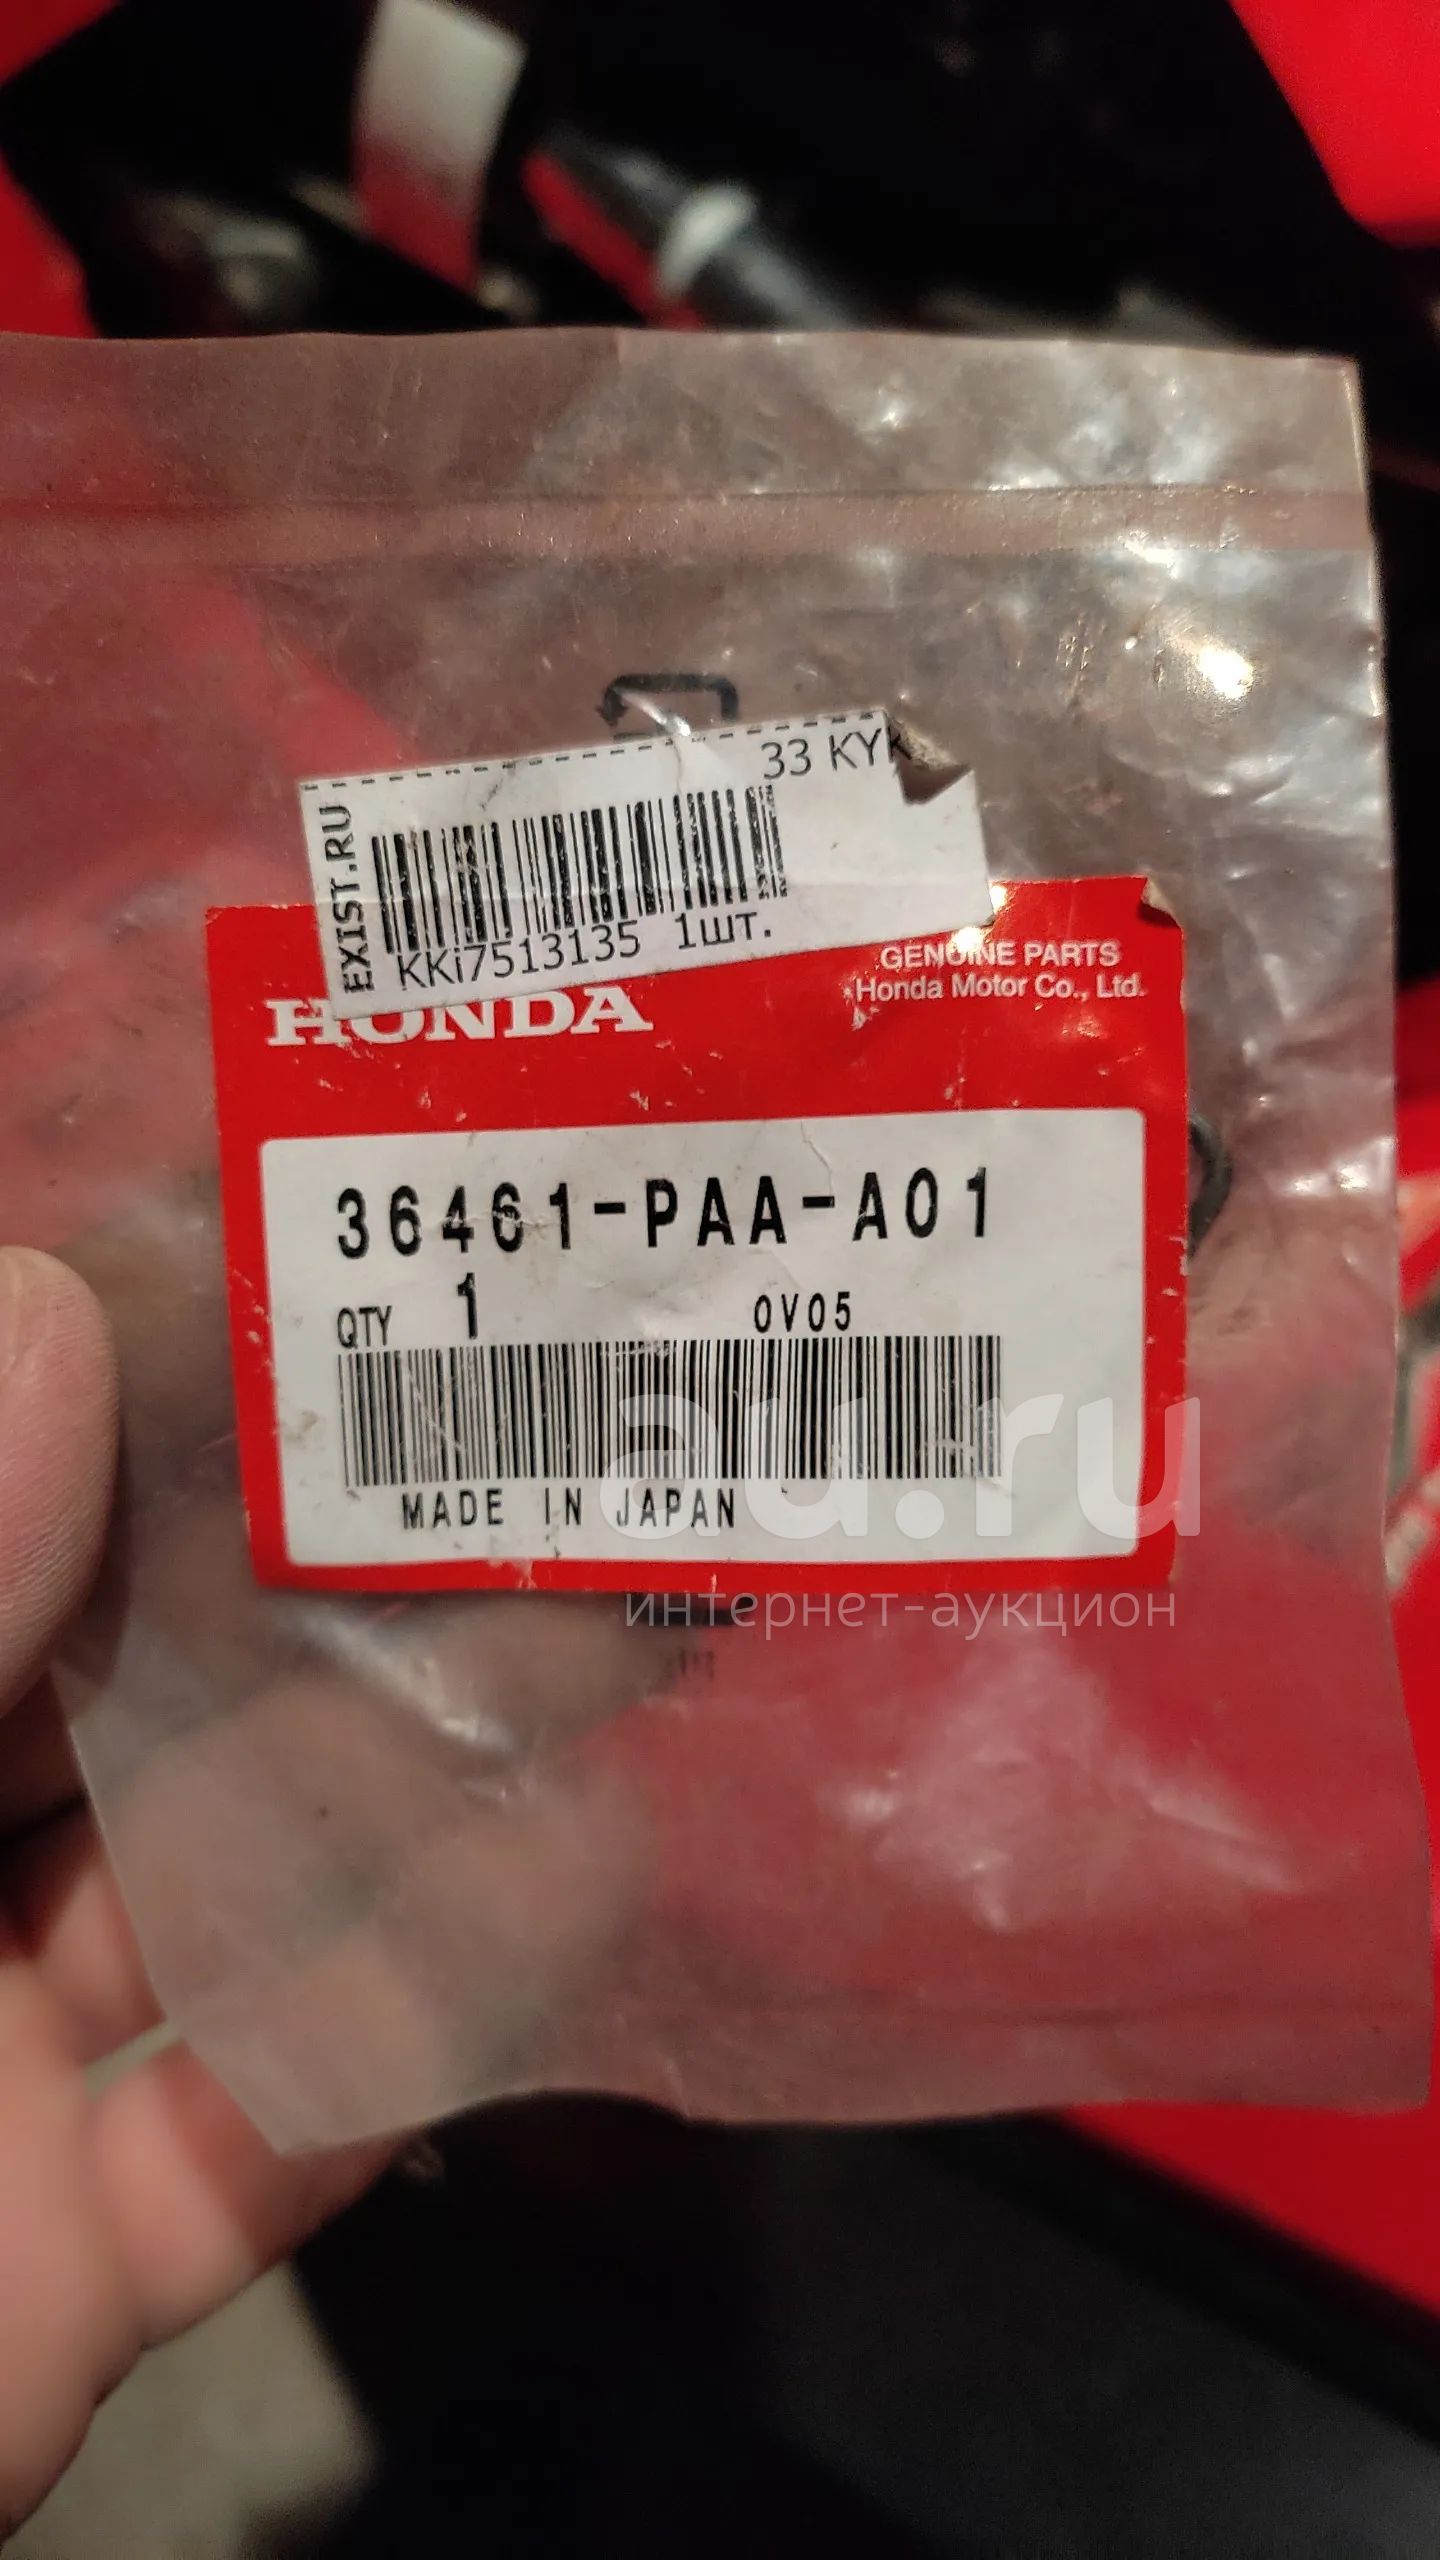 33 KYK
EXIST.RU
KKi7513135 1шт.
HONDA
GENUINE PARTS
Honda Motor Co., Ltd.
36461-PAA-A01
QTY 1 0V05
MADE IN JAPAN
au.ru
интернет-аукцион